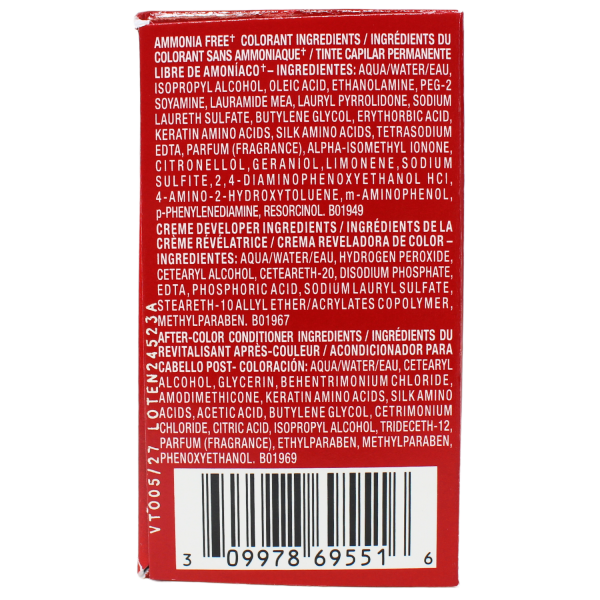 AMMONIA FREE† COLORANT INGREDIENTS / INGRÉDIENTS DU
COLORANT SANS AMMONIAQUE† / TINTE CAPILAR PERMANENTE
LIBRE DE AMONÍACO† – INGREDIENTES: AQUA/WATER/EAU,
ISOPROPYL ALCOHOL, OLEIC ACID, ETHANOLAMINE, PEG-2
SOYAMINE, LAURAMIDE MEA, LAURYL PYRROLIDONE, SODIUM
LAURETH SULFATE, BUTYLENE GLYCOL, ERYTHORBIC ACID,
KERATIN AMINO ACIDS, SILK AMINO ACIDS, TETRASODIUM
EDTA, PARFUM (FRAGRANCE), ALPHA-ISOMETHYL IONONE,
CITRONELLOL, GERANIOL, LIMONENE, SODIUM
SULFITE, 2, 4-DIAMINOPHENOXYETHANOL HCl,
4-AMINO-2-HYDROXYTOLUENE, m-AMINOPHENOL,
p-PHENYLENEDIAMINE, RESORCINOL. B01949
CREME DEVELOPER INGREDIENTS / INGRÉDIENTS DE LA
CRÈME RÉVÉLATRICE / CREMA REVELADORA DE COLOR –
INGREDIENTES: AQUA/WATER/EAU, HYDROGEN PEROXIDE,
CETEARYL ALCOHOL, CETEARETH-20, DISODIUM PHOSPHATE,
EDTA, PHOSPHORIC ACID, SODIUM LAURYL SULFATE,
STEARETH-10 ALLYL ETHER/ACRYLATES COPOLYMER,
METHYLPARABEN. B01967
AFTER-COLOR CONDITIONER INGREDIENTS / INGRÉDIENTS DU
REVITALISANT APRÈS-COULEUR / ACONDICIONADOR PARA
CABELLO POST- COLORACIÓN: AQUA/WATER/EAU, CETEARYL
ALCOHOL, GLYCERIN, BEHENTRIMONIUM CHLORIDE,
AMODIMETHICONE, KERATIN AMINO ACIDS, SILK AMINO
ACIDS, ACETIC ACID, BUTYLENE GLYCOL, CETRIMONIUM
CHLORIDE, CITRIC ACID, ISOPROPYL ALCOHOL, TRIDECETH-12,
PARFUM (FRAGRANCE), ETHYLPARABEN, METHYLPARABEN,
PHENOXYETHANOL. B01969
VT005/27 LOTEN24523A
3 09978 69551 6